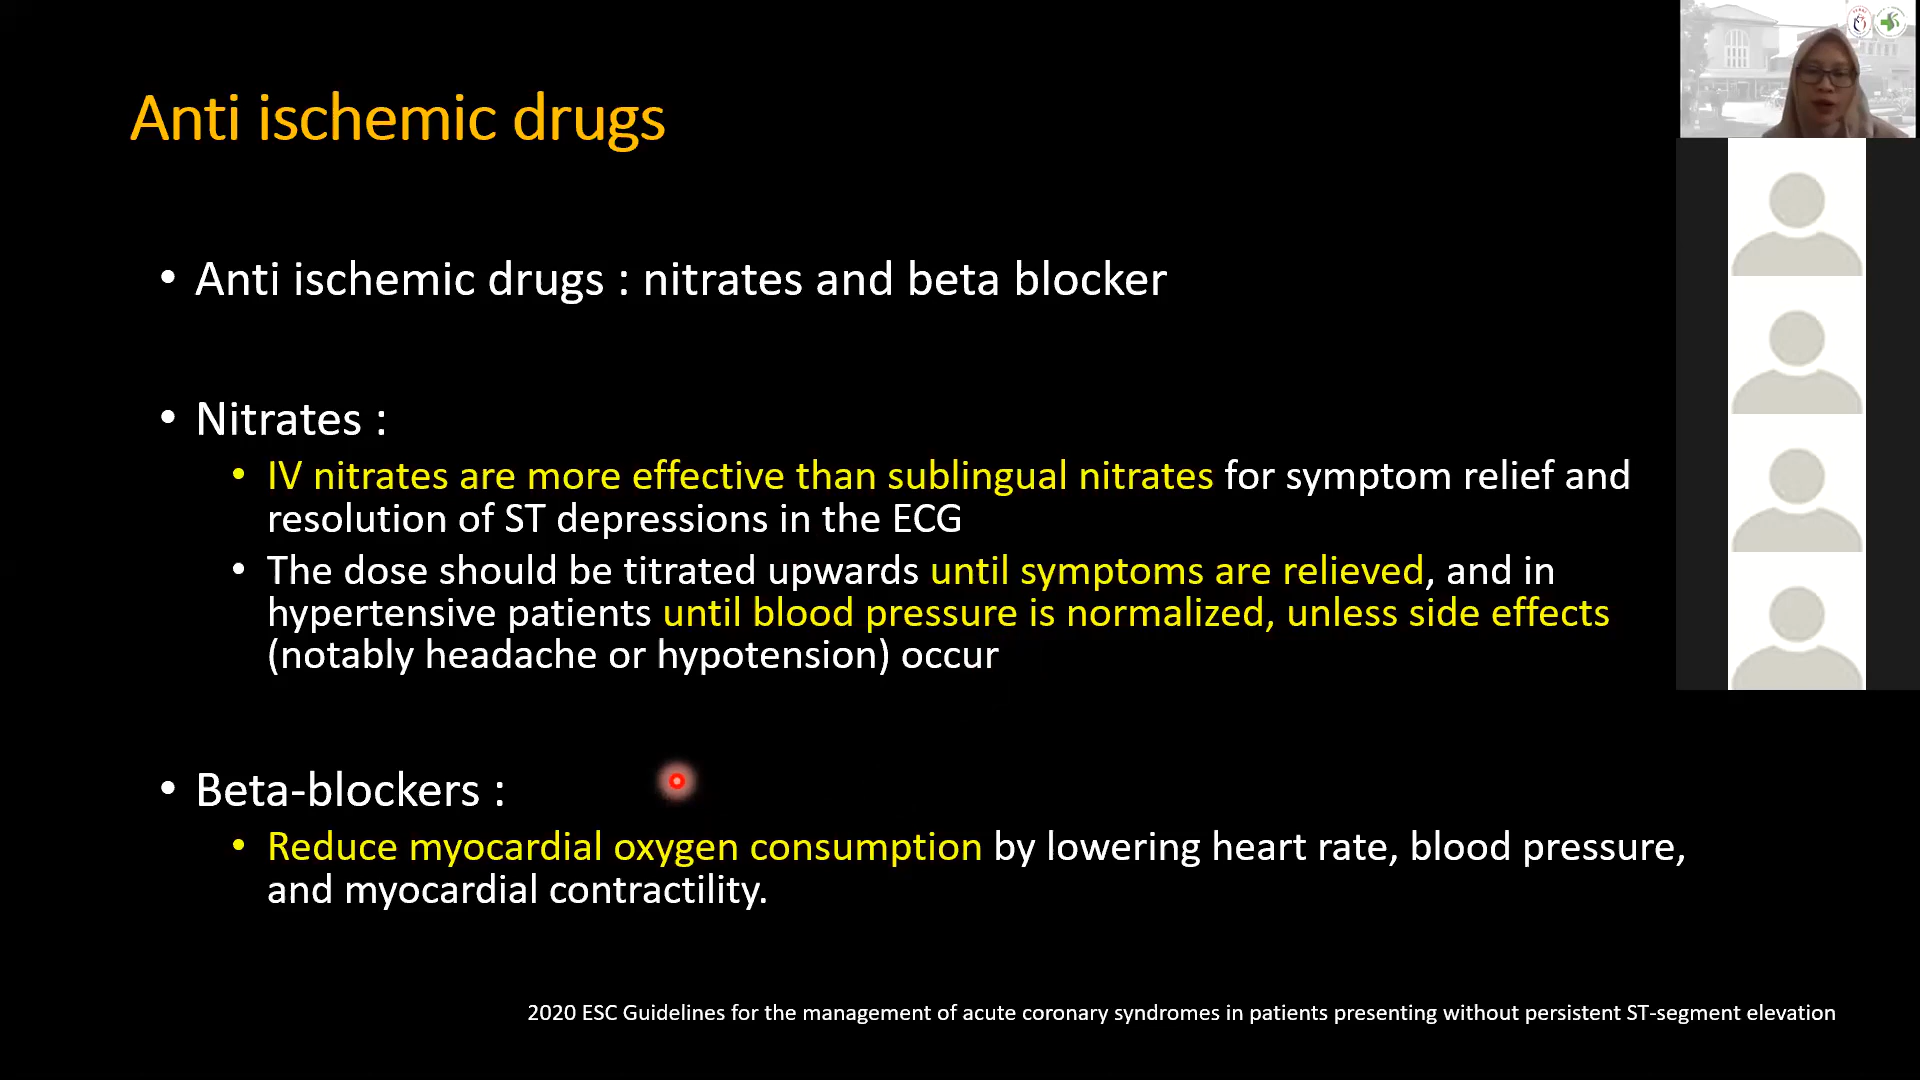 Anti ischemic drugs
• Anti ischemic drugs : nitrates and beta blocker
• Nitrates :
• IV nitrates are more effective than sublingual nitrates for symptom relief and
resolution of ST depressions in the ECG
• The dose should be titrated upwards until symptoms are relieved, and in
hypertensive patients until blood pressure is normalized, unless side effects
(notably headache or hypotension) occur
• Beta-blockers :
• Reduce myocardial oxygen consumption by lowering heart rate, blood pressure,
and myocardial contractility.
2020 ESC Guidelines for the management of acute coronary syndromes in patients presenting without persistent ST-segment elevation